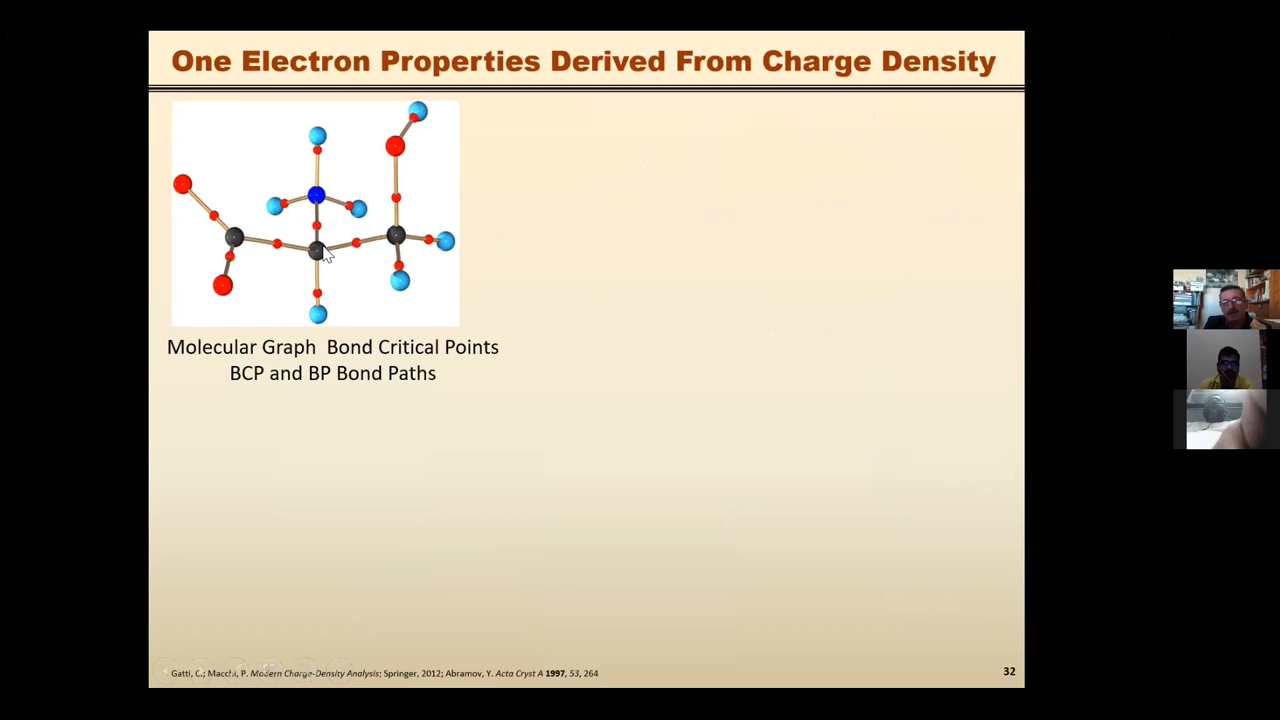 One Electron Properties Derived From Charge Density
Molecular Graph  Bond Critical Points
BCP and BP Bond Paths
Gatti, C.; Macchi, P. Modern Charge-Density Analysis; Springer, 2012; Abramov, Y. Acta Cryst A 1997, 53, 264
32